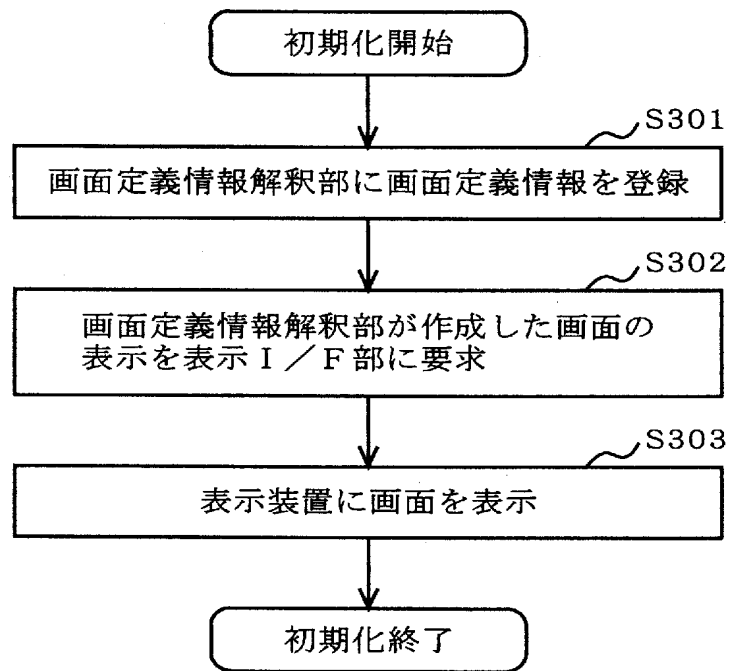 初期化開始
S301
画面定義情報解釈部に画面定義情報を登録
S302
画面定義情報解釈部が作成した画面の
表示を表示Ｉ／Ｆ部に要求
S303
表示装置に画面を表示
初期化終了